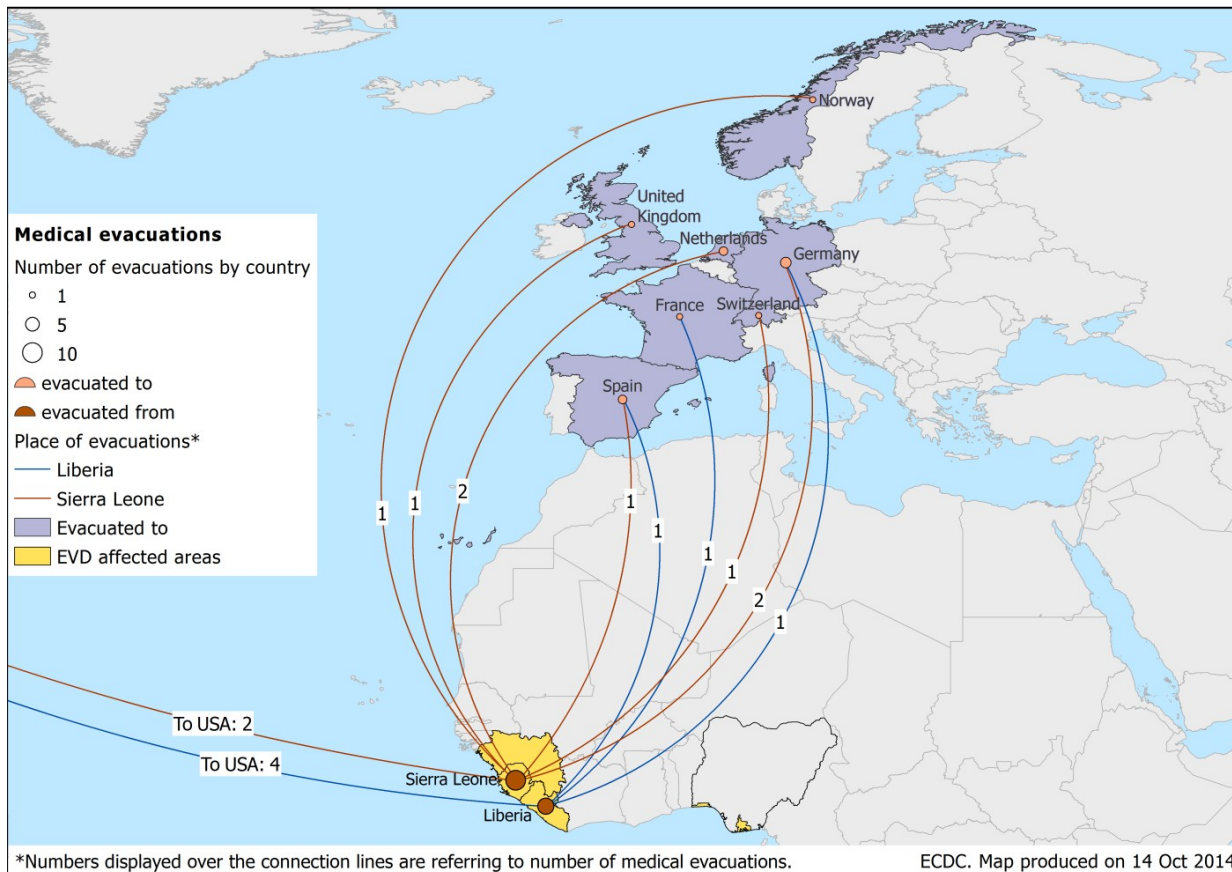 Norway
United
Kingdom
Netherlands
Germany
France
Switzerland
Spain
Medical evacuations
Number of evacuations by country
1
5
10
evacuated to
evacuated from
Place of evacuations*
Liberia
Sierra Leone
Evacuated to
EVD affected areas
1
1
2
1
1
1
1
2
1
To USA: 2
To USA: 4
Sierra Leone
Liberia
*Numbers displayed over the connection lines are referring to number of medical evacuations.
ECDC. Map produced on 14 Oct 2014